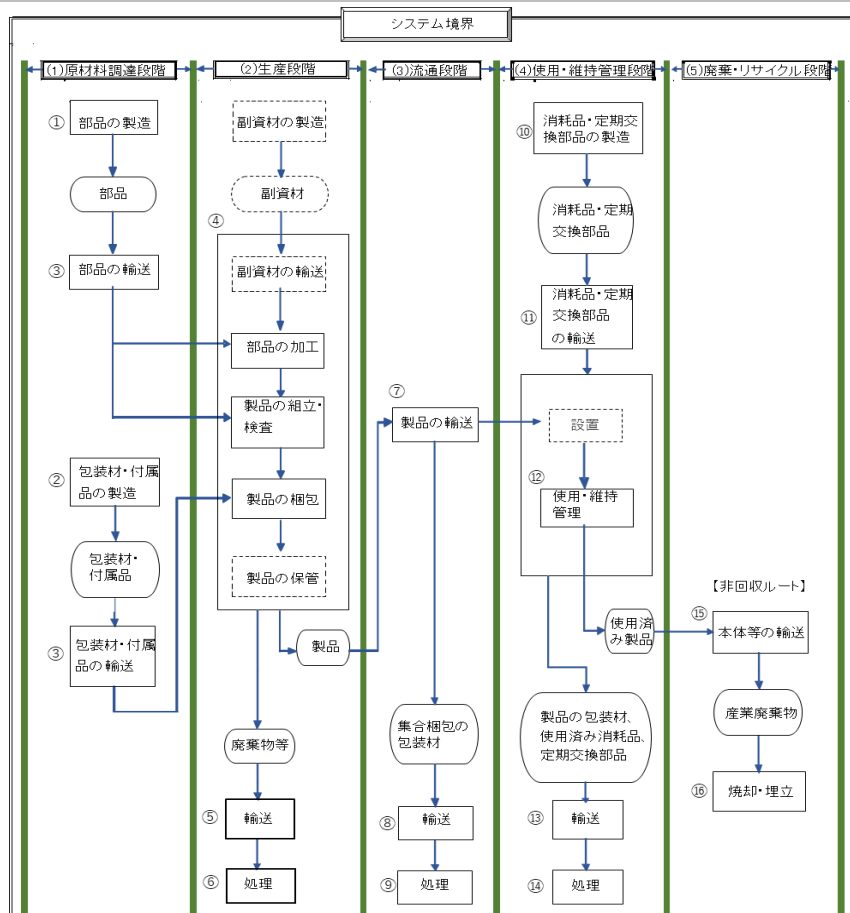 システム境界
(1)原材料調達段階
(2)生産段階
(3)流通段階
(4)使用・維持管理段階
(5)廃棄・リサイクル段階
①
部品の製造
部品
③
部品の輸送
②
包装材・付属
品の製造
包装材・
付属品
③
包装材・付属
品の輸送
副資材の製造
副資材
④
副資材の輸送
部品の加工
製品の組立・
検査
製品の梱包
製品の保管
製品
廃棄物等
⑤
輸送
⑥
処理
⑦
製品の輸送
集合梱包の
包装材
⑧
輸送
⑨
処理
⑩
消耗品・定期交
換部品の製造
消耗品・定期
交換部品
⑪
消耗品・定期
交換部品
の輸送
設置
⑫
使用・維持
管理
使用済
み製品
製品の包装材、
使用済み消耗品、
定期交換部品
⑬
輸送
⑭
処理
【非回収ルート】
⑮
本体等の輸送
産業廃棄物
⑯
焼却・埋立